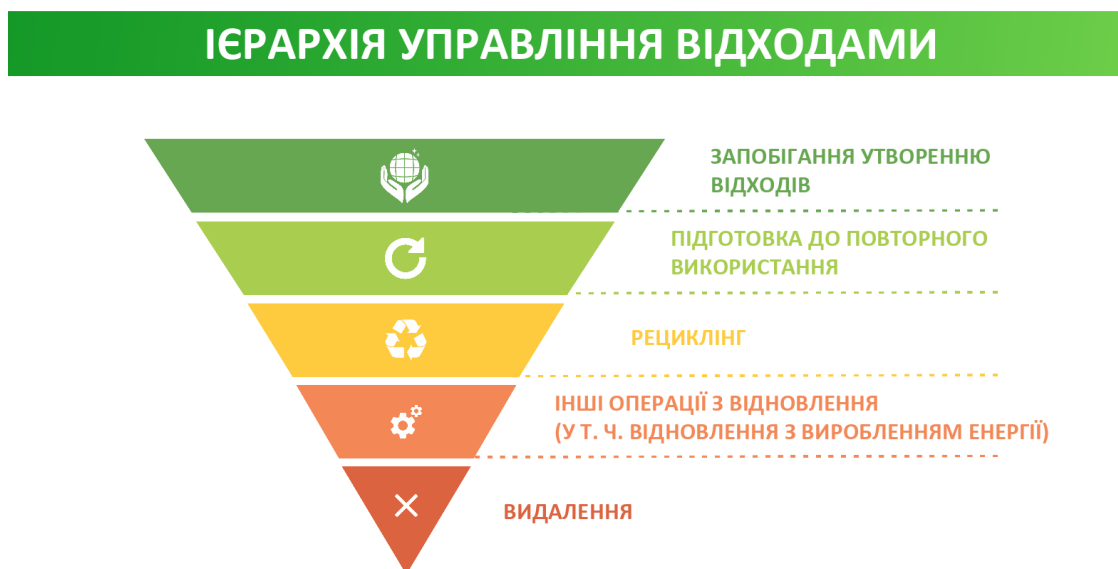 ІЄРАРХІЯ УПРАВЛІННЯ ВІДХОДАМИ
ЗАПОБІГАННЯ УТВОРЕННЮ
ВІДХОДІВ
ПІДГОТОВКА ДО ПОВТОРНОГО
ВИКОРИСТАННЯ
РЕЦИКЛІНГ
ІНШІ ОПЕРАЦІЇ З ВІДНОВЛЕННЯ
(У Т. Ч. ВІДНОВЛЕННЯ З ВИРОБЛЕННЯМ ЕНЕРГІЇ)
ВИДАЛЕННЯ